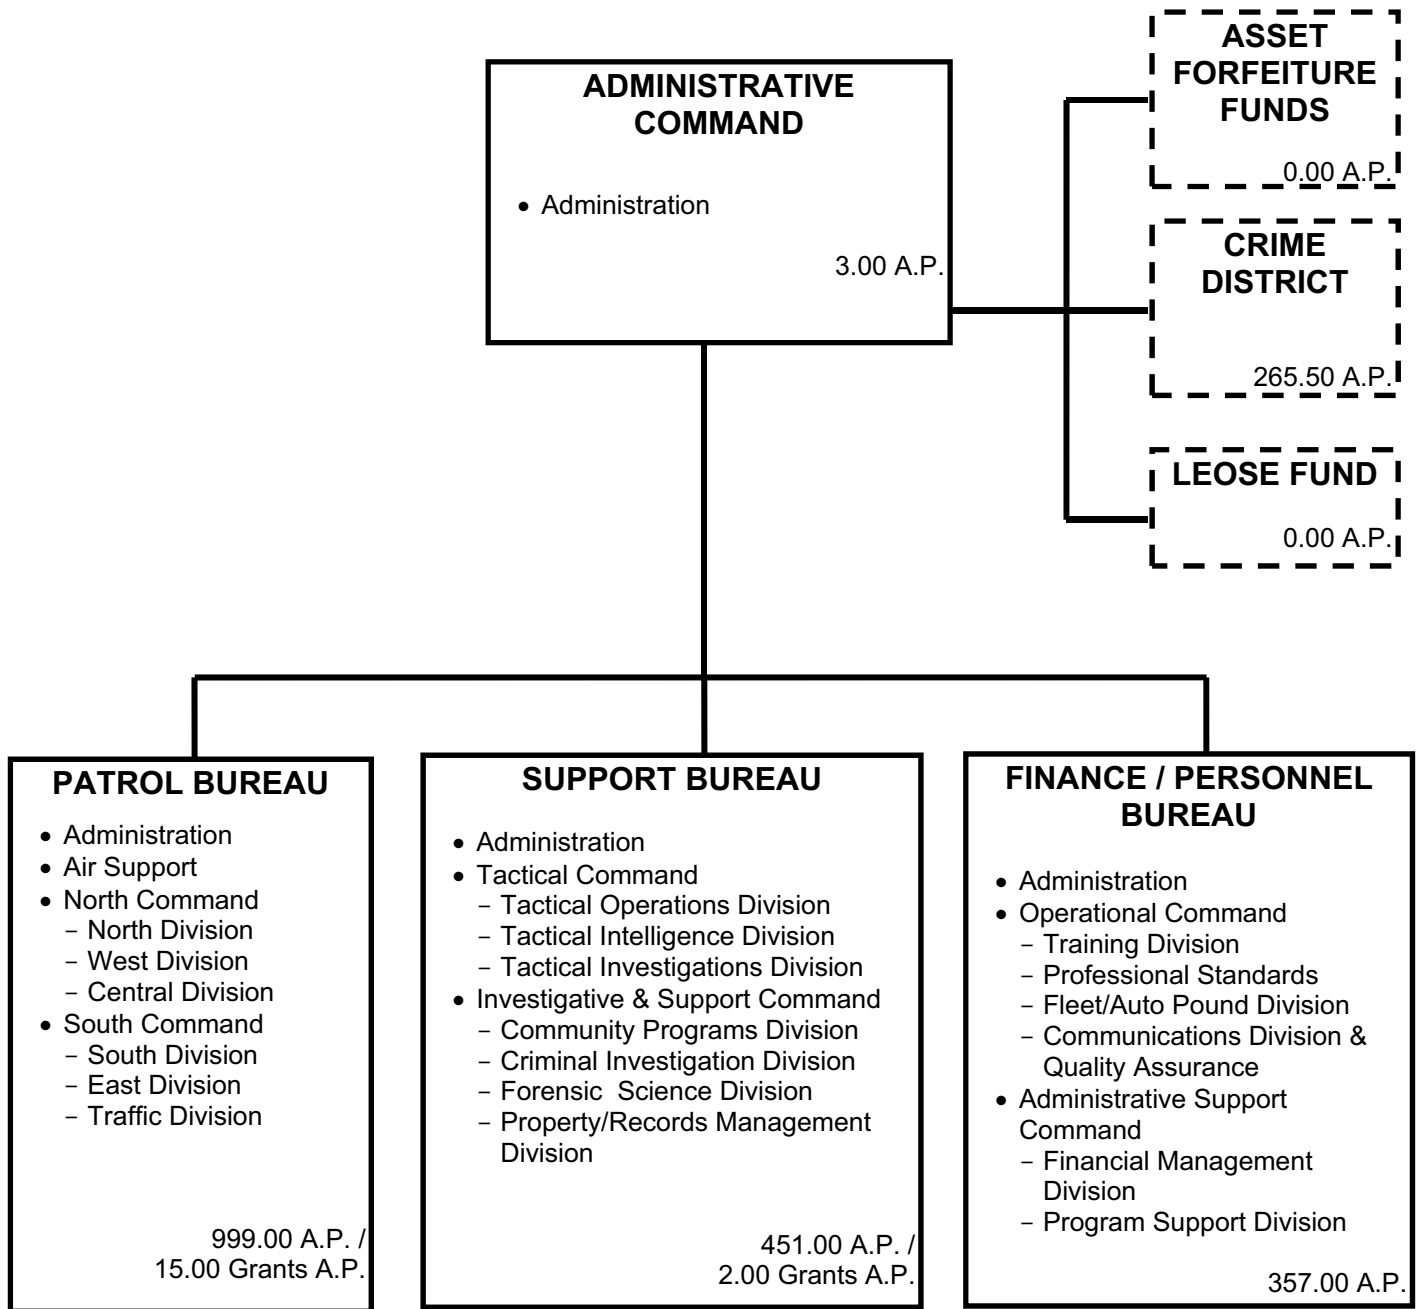 ADMINISTRATIVE
COMMAND
• Administration
3.00 A.P.
ASSET
FORFEITURE
FUNDS
0.00 A.P.
CRIME
DISTRICT
265.50 A.P.
LEOSE FUND
0.00 A.P.
PATROL BUREAU
• Administration
• Air Support
• North Command
– North Division
– West Division
– Central Division
• South Command
– South Division
– East Division
– Traffic Division
999.00 A.P. /
15.00 Grants A.P.
SUPPORT BUREAU
• Administration
• Tactical Command
– Tactical Operations Division
– Tactical Intelligence Division
– Tactical Investigations Division
• Investigative & Support Command
– Community Programs Division
– Criminal Investigation Division
– Forensic Science Division
– Property/Records Management
Division
451.00 A.P. /
2.00 Grants A.P.
FINANCE / PERSONNEL
BUREAU
• Administration
• Operational Command
– Training Division
– Professional Standards
– Fleet/Auto Pound Division
– Communications Division &
Quality Assurance
• Administrative Support
Command
– Financial Management
Division
– Program Support Division
357.00 A.P.